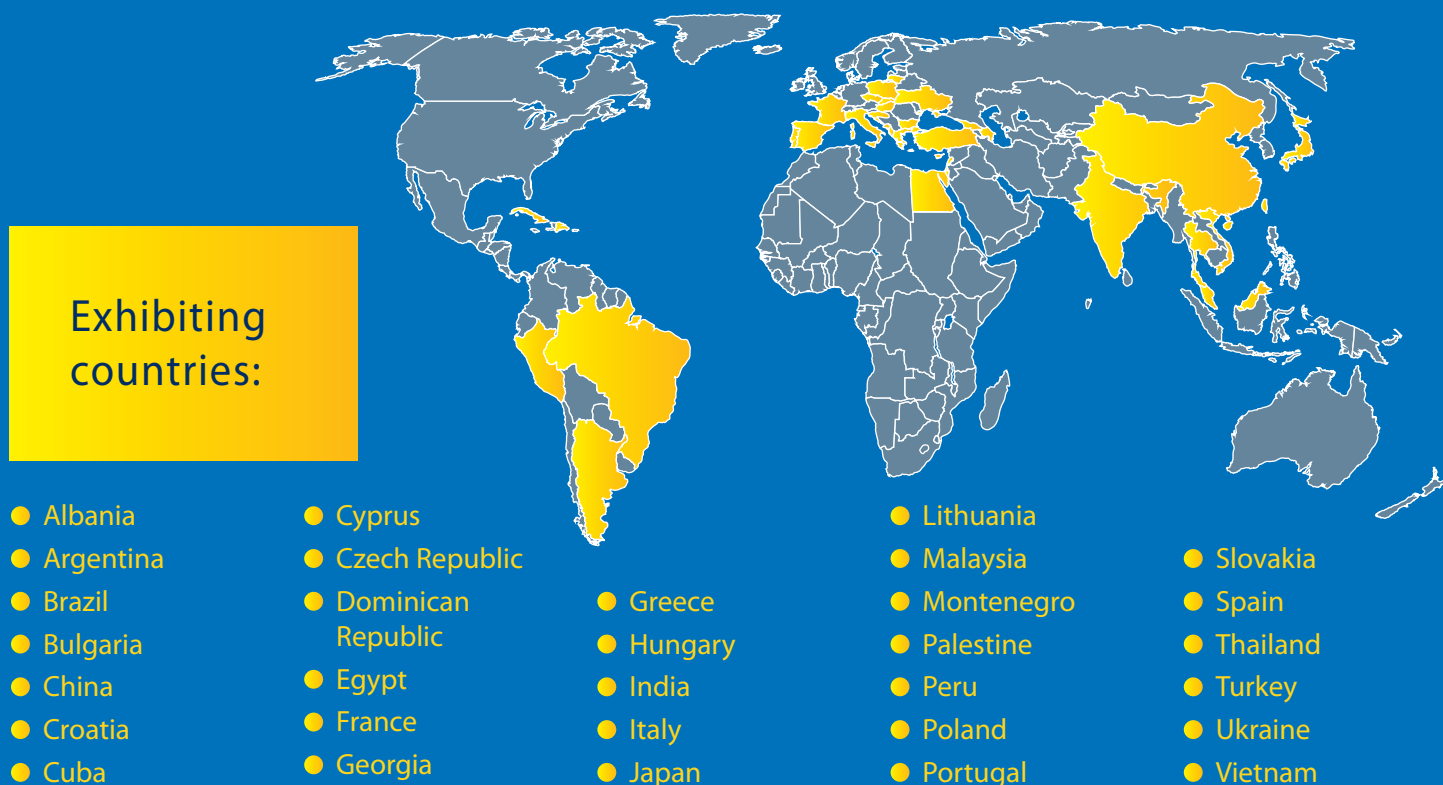 Exhibiting
countries:
Albania
Argentina
Brazil
Bulgaria
China
Croatia
Cuba
Cyprus
Czech Republic
Dominican
Republic
Egypt
France
Georgia
Greece
Hungary
India
Italy
Japan
Lithuania
Malaysia
Montenegro
Palestine
Peru
Poland
Portugal
Slovakia
Spain
Thailand
Turkey
Ukraine
Vietnam